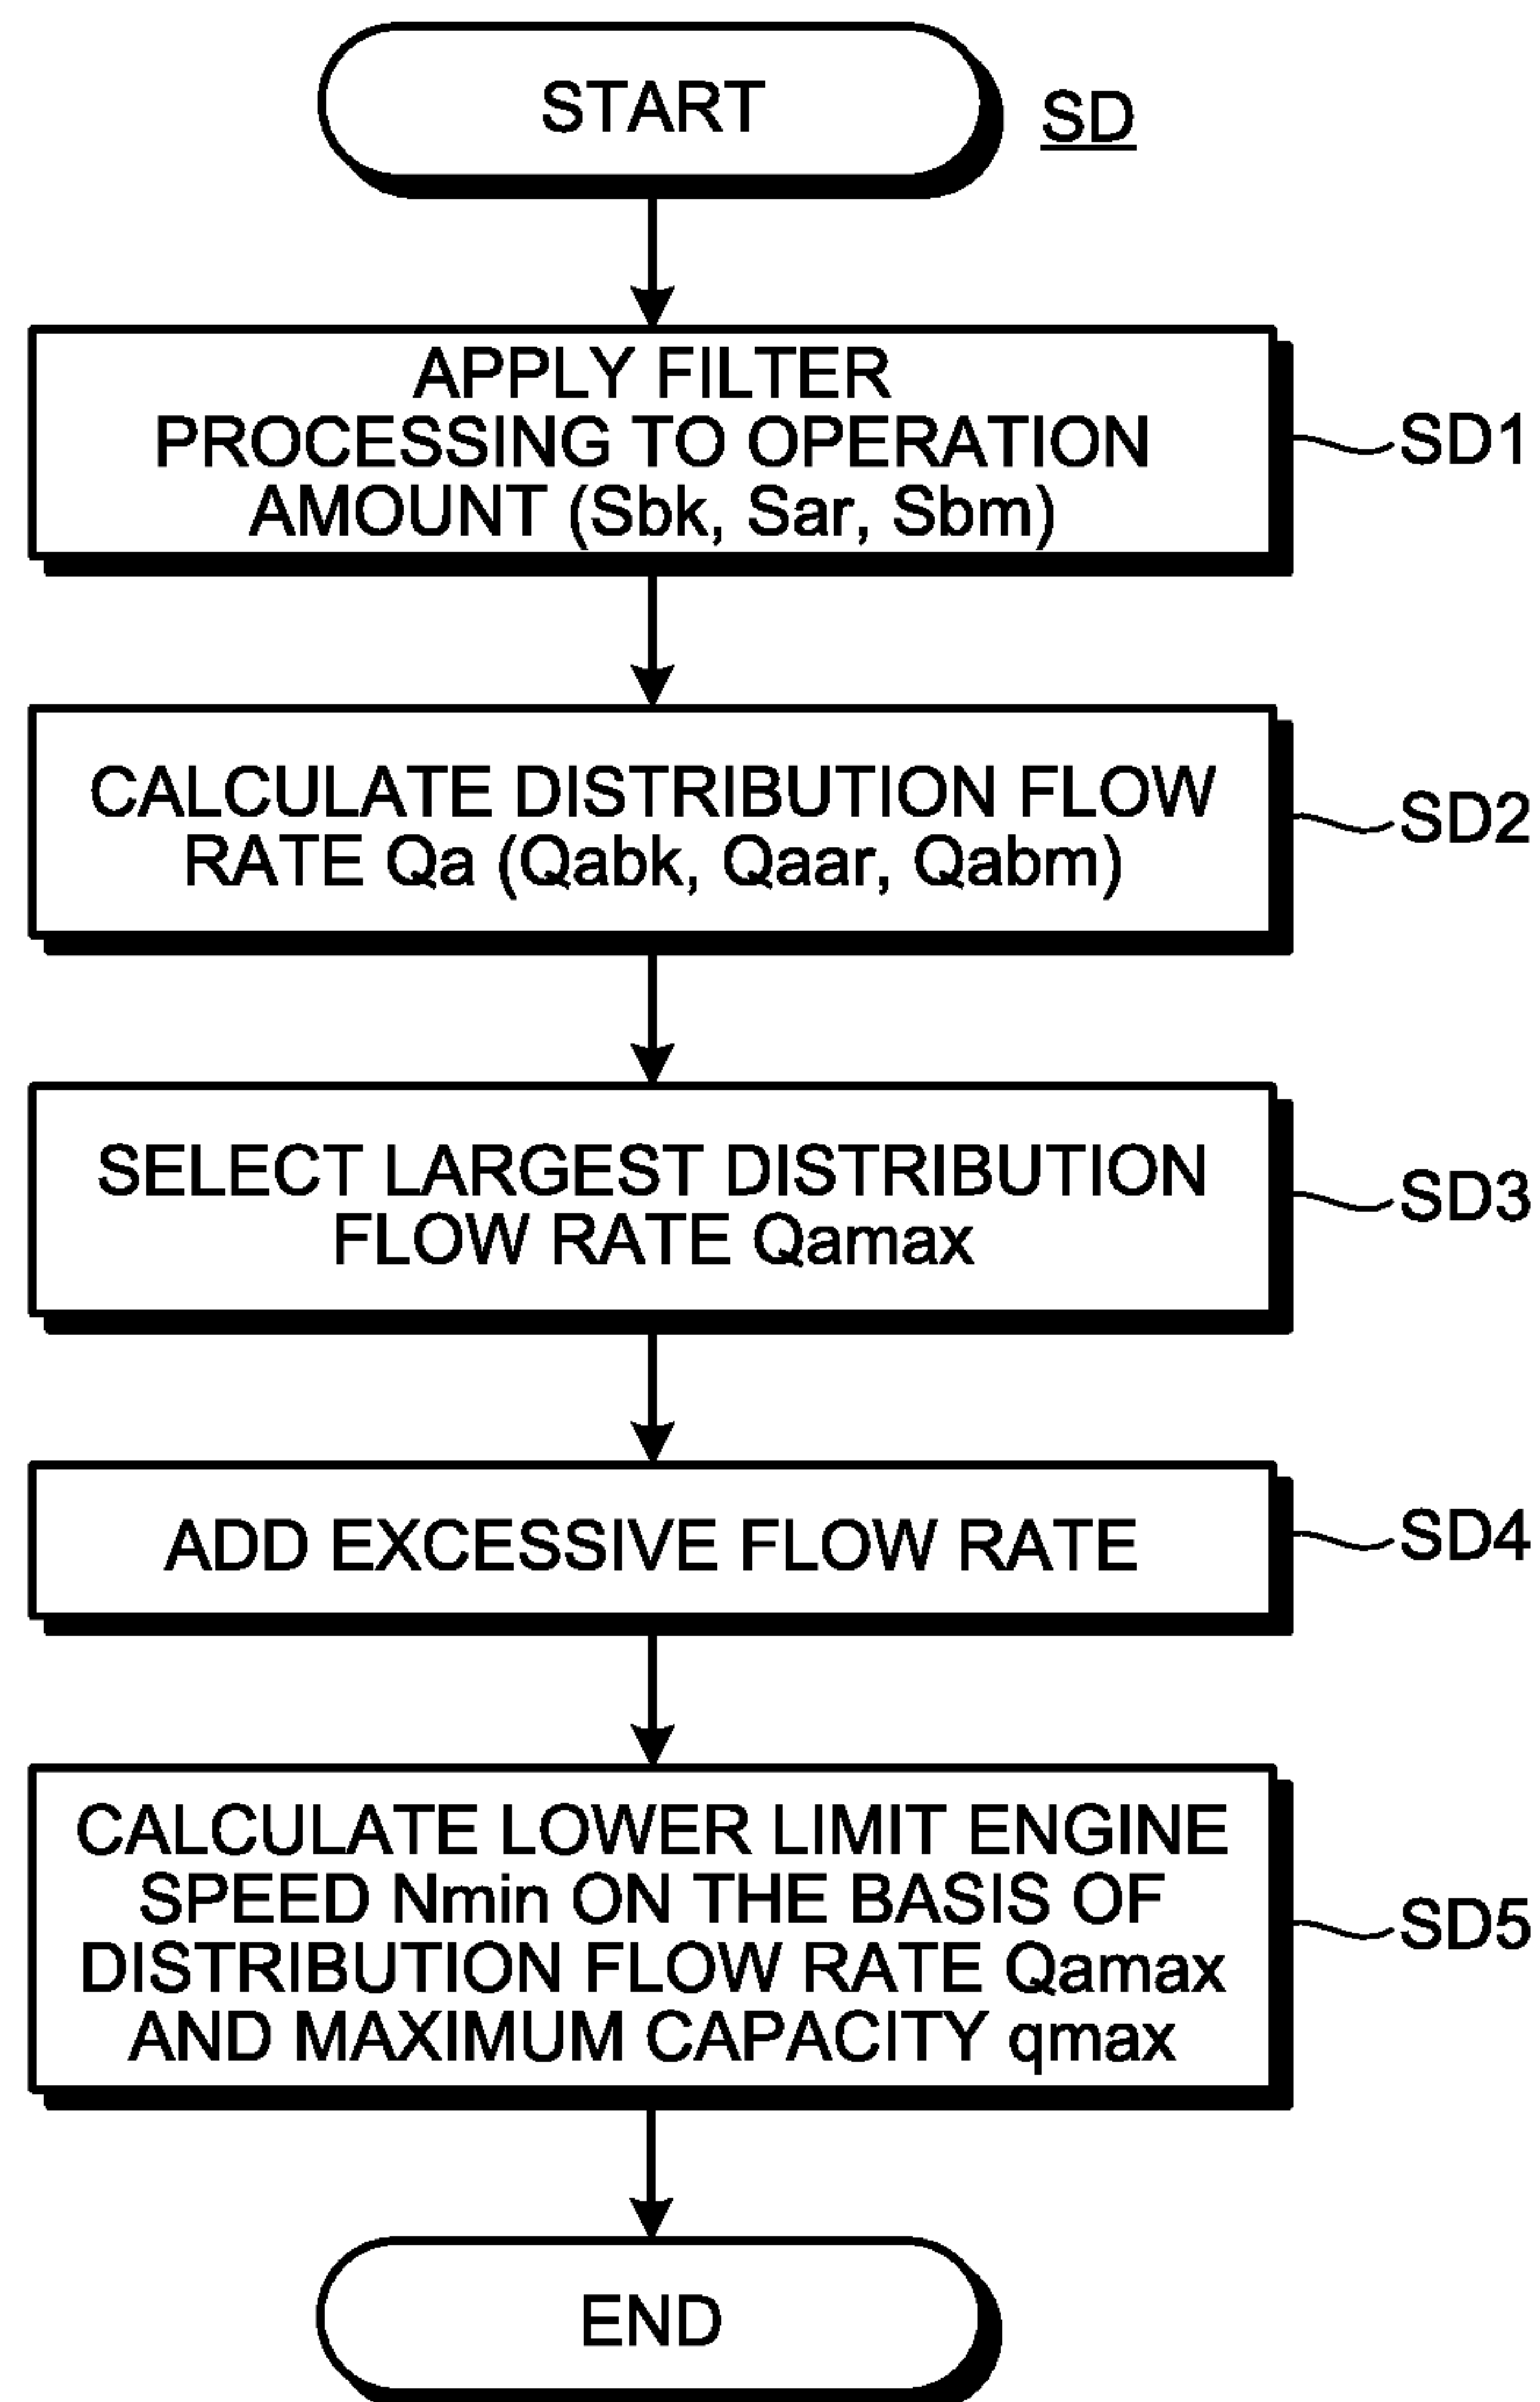 START
SD
APPLY FILTER
PROCESSING TO OPERATION
AMOUNT (Sbk, Sar, Sbm)
SD1
CALCULATE DISTRIBUTION FLOW
RATE Qa (Qabk, Qaar, Qabm)
SD2
SELECT LARGEST DISTRIBUTION
FLOW RATE Qamax
SD3
ADD EXCESSIVE FLOW RATE
SD4
CALCULATE LOWER LIMIT ENGINE
SPEED Nmin ON THE BASIS OF
DISTRIBUTION FLOW RATE Qamax
AND MAXIMUM CAPACITY qmax
SD5
END